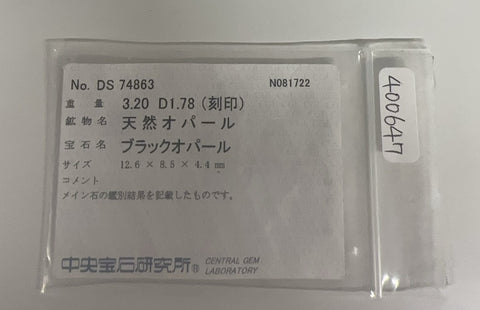 No. DS 74863 N081722
重量 3.20 D1.78 (刻印)
鉱物名 天然オパール
宝石名 ブラックオパール
サイズ 12.6 × 8.5 × 4.4 mm
コメント
メイン石の鑑別結果を記載したものです。
中央宝石研究所® CENTRAL GEM
LABORATORY
4000647